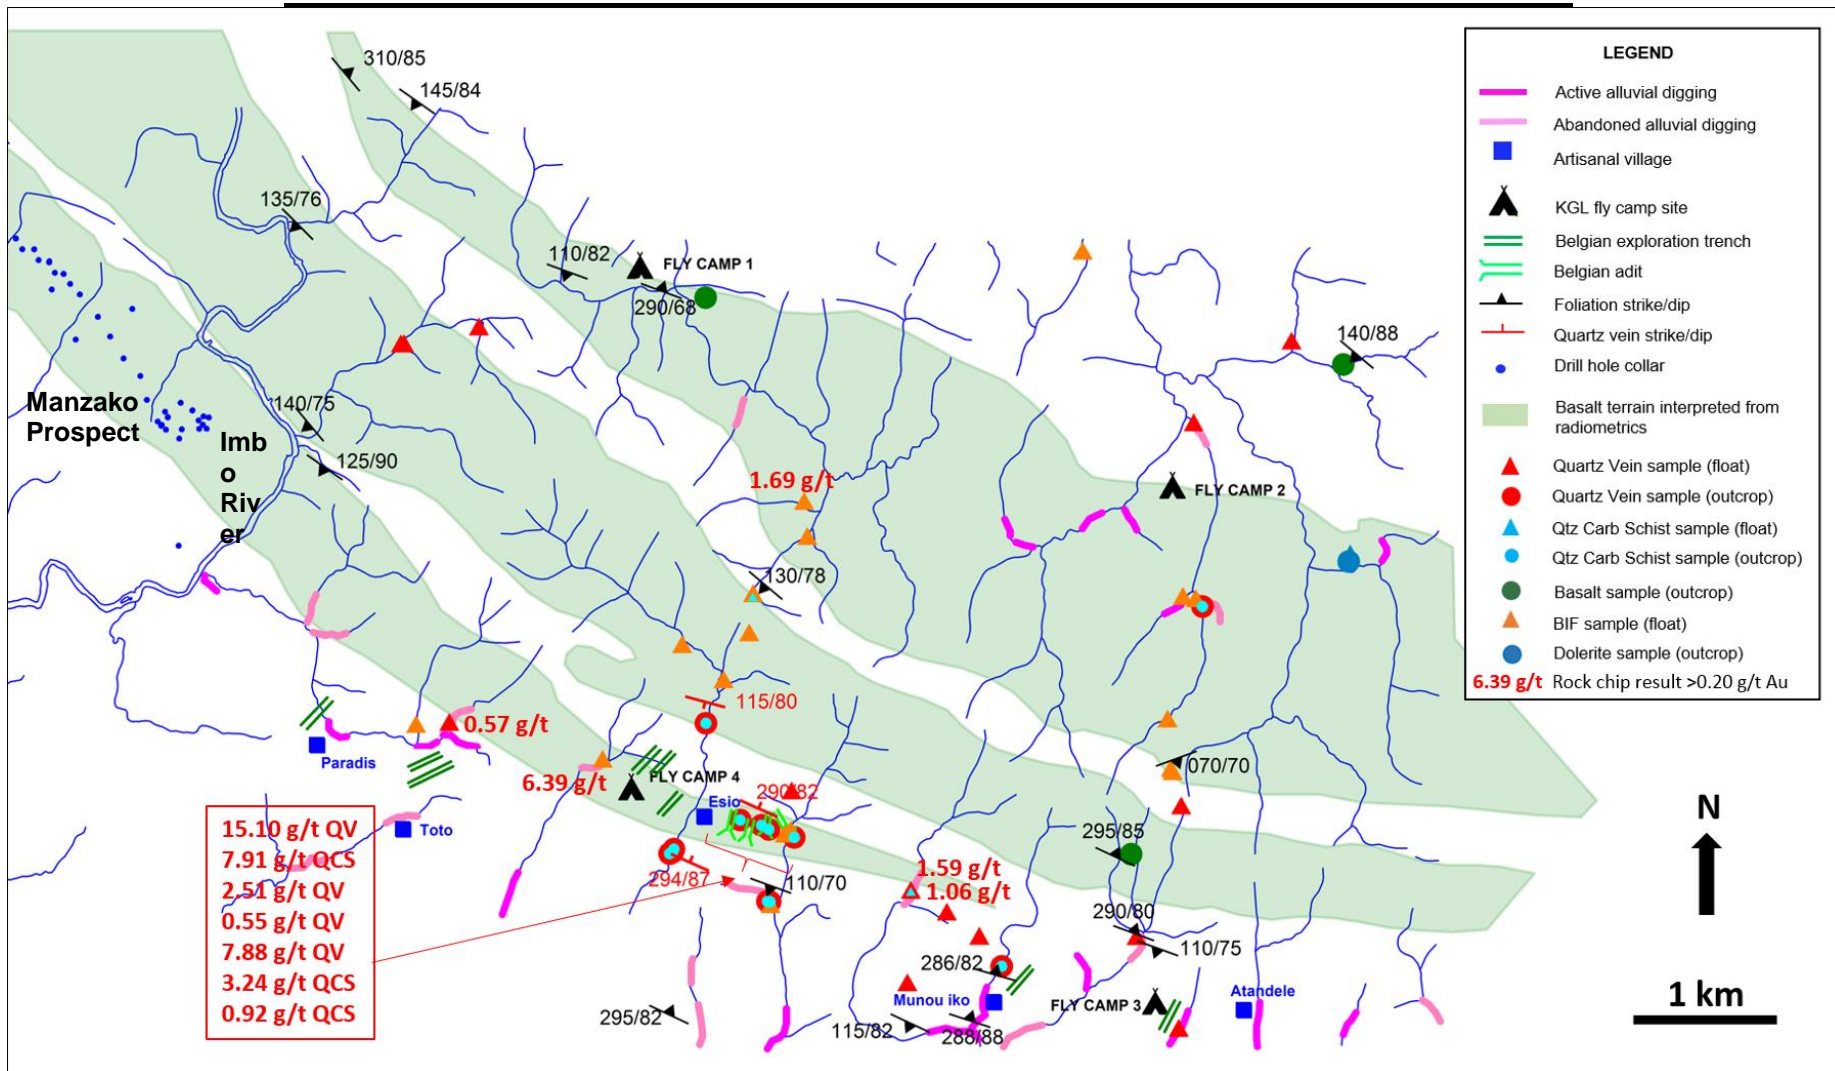 310/85
145/84
135/76
110/82
FLY CAMP 1
290/68
140/88
Manzako
Prospect
140/75
Imb
o
Riv
er
125/90
1.69 g/t
FLY CAMP 2
130/78
115/80
0.57 g/t
Paradis
6.39 g/t
FLY CAMP 4
070/70
290/82
Esio
Toto
295/85
294/87
110/70
1.59 g/t
1.06 g/t
290/80
110/75
286/82
Munou iko
FLY CAMP 3
Atandele
295/82
115/82
288/88
15.10 g/t QV
7.91 g/t QCS
2.51 g/t QV
0.55 g/t QV
7.88 g/t QV
3.24 g/t QCS
0.92 g/t QCS
LEGEND
Active alluvial digging
Abandoned alluvial digging
Artisanal village
KGL fly camp site
Belgian exploration trench
Belgian adit
Foliation strike/dip
Quartz vein strike/dip
Drill hole collar
Basalt terrain interpreted from
radiometrics
Quartz Vein sample (float)
Quartz Vein sample (outcrop)
Qtz Carb Schist sample (float)
Qtz Carb Schist sample (outcrop)
Basalt sample (outcrop)
BIF sample (float)
Dolerite sample (outcrop)
6.39 g/t Rock chip result >0.20 g/t Au
N
1 km